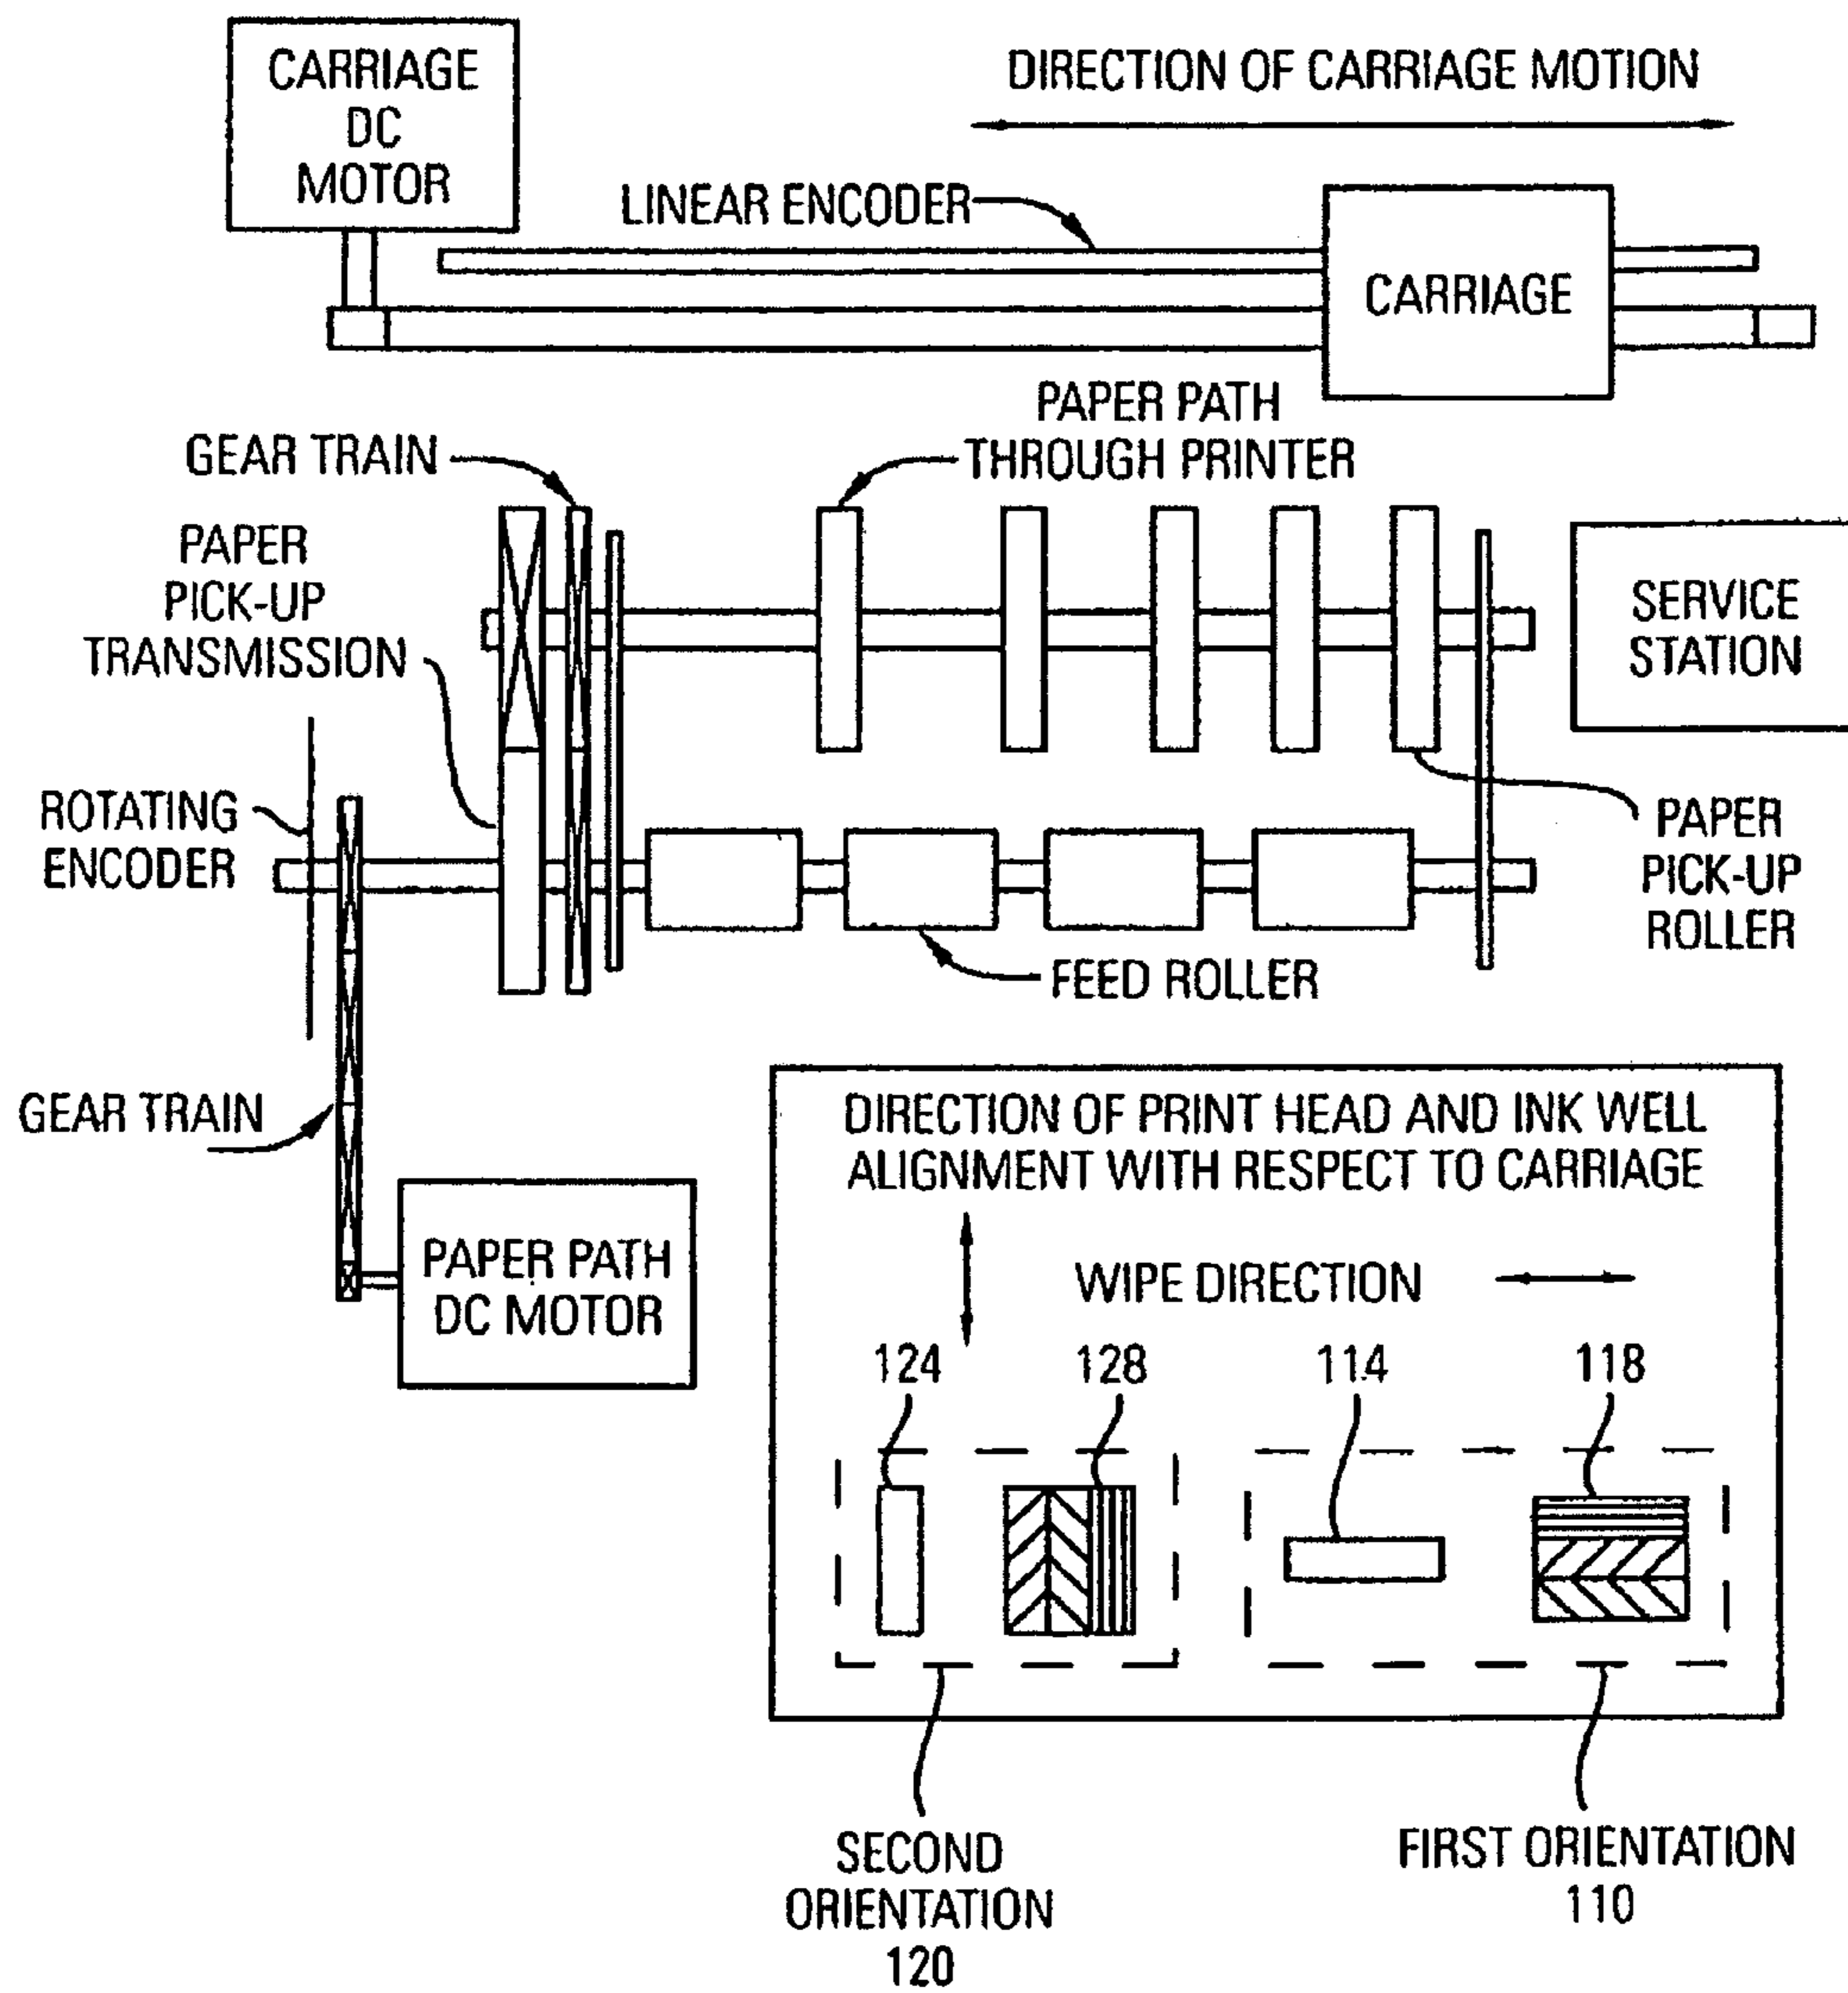 CARRIAGE
DC
MOTOR
DIRECTION OF CARRIAGE MOTION
LINEAR ENCODER
CARRIAGE
PAPER PATH
THROUGH PRINTER
GEAR TRAIN
PAPER
PICK-UP
TRANSMISSION
SERVICE
STATION
ROTATING
ENCODER
PAPER
PICK-UP
ROLLER
FEED ROLLER
GEAR TRAIN
PAPER PATH
DC MOTOR
DIRECTION OF PRINT HEAD AND INK WELL
ALIGNMENT WITH RESPECT TO CARRIAGE
WIPE DIRECTION
124
128
114
118
SECOND
ORIENTATION
120
FIRST ORIENTATION
110